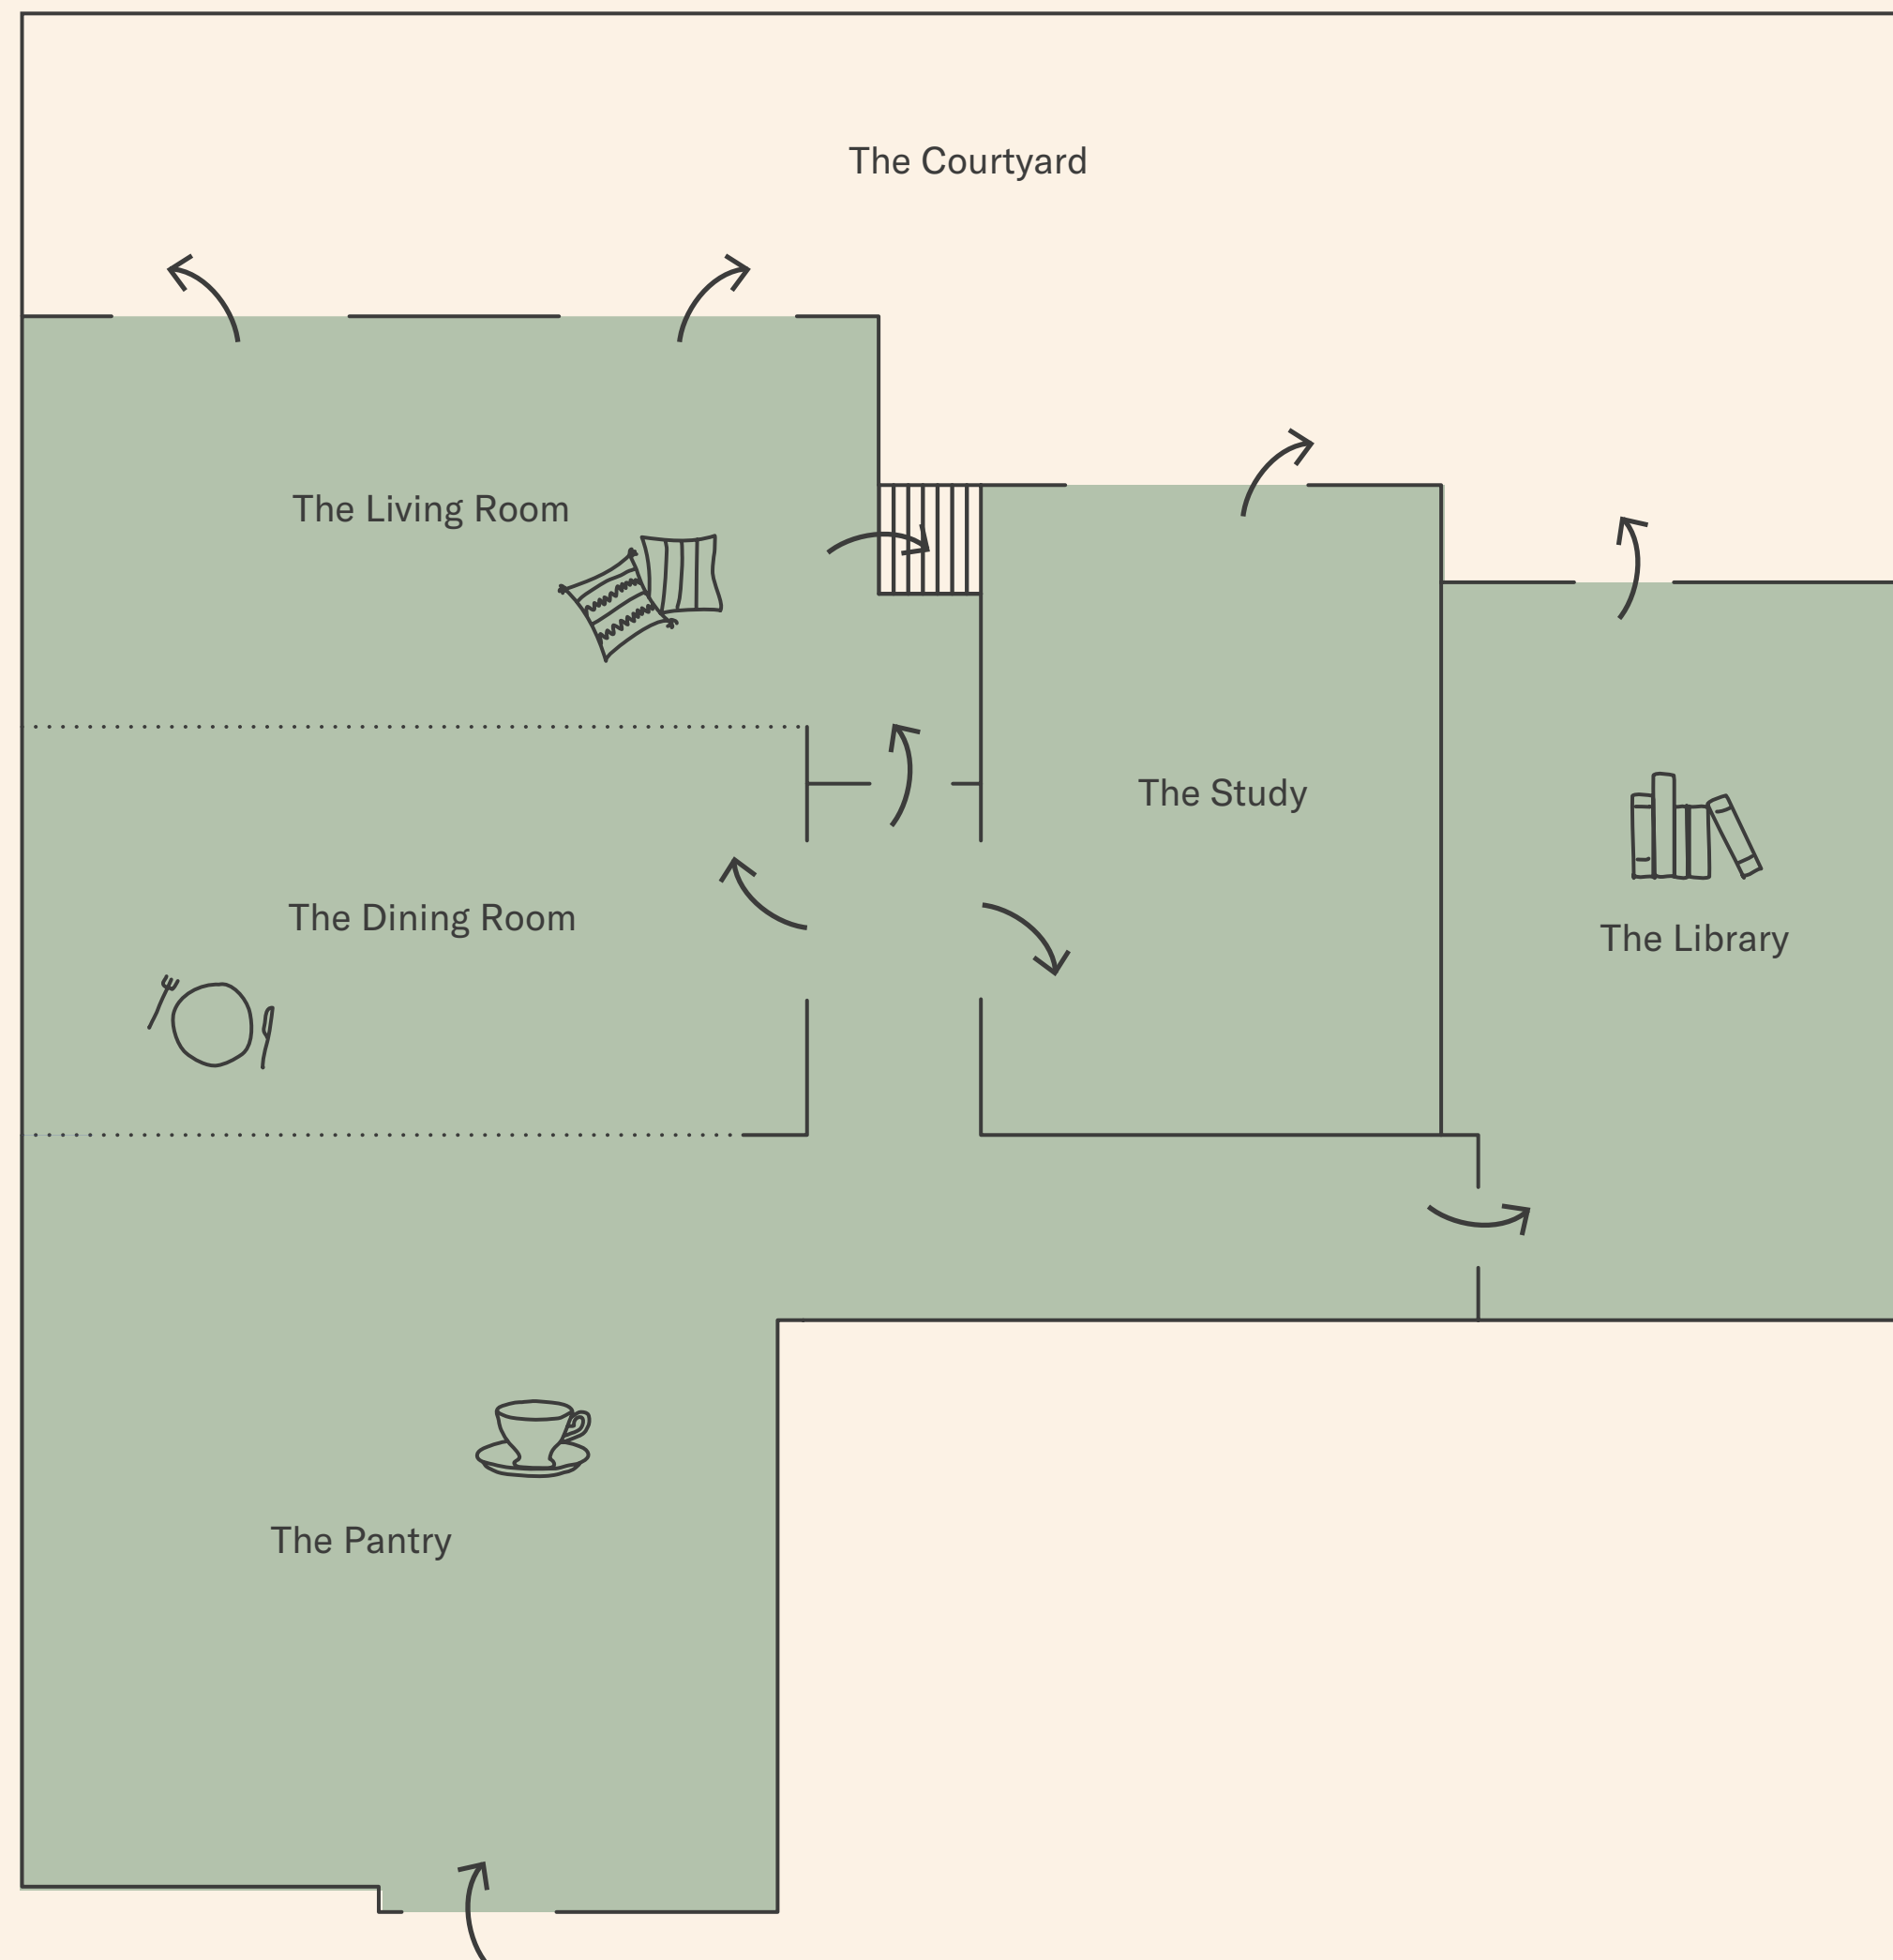 The Courtyard
The Living Room
The Study
The Dining Room
The Library
The Pantry